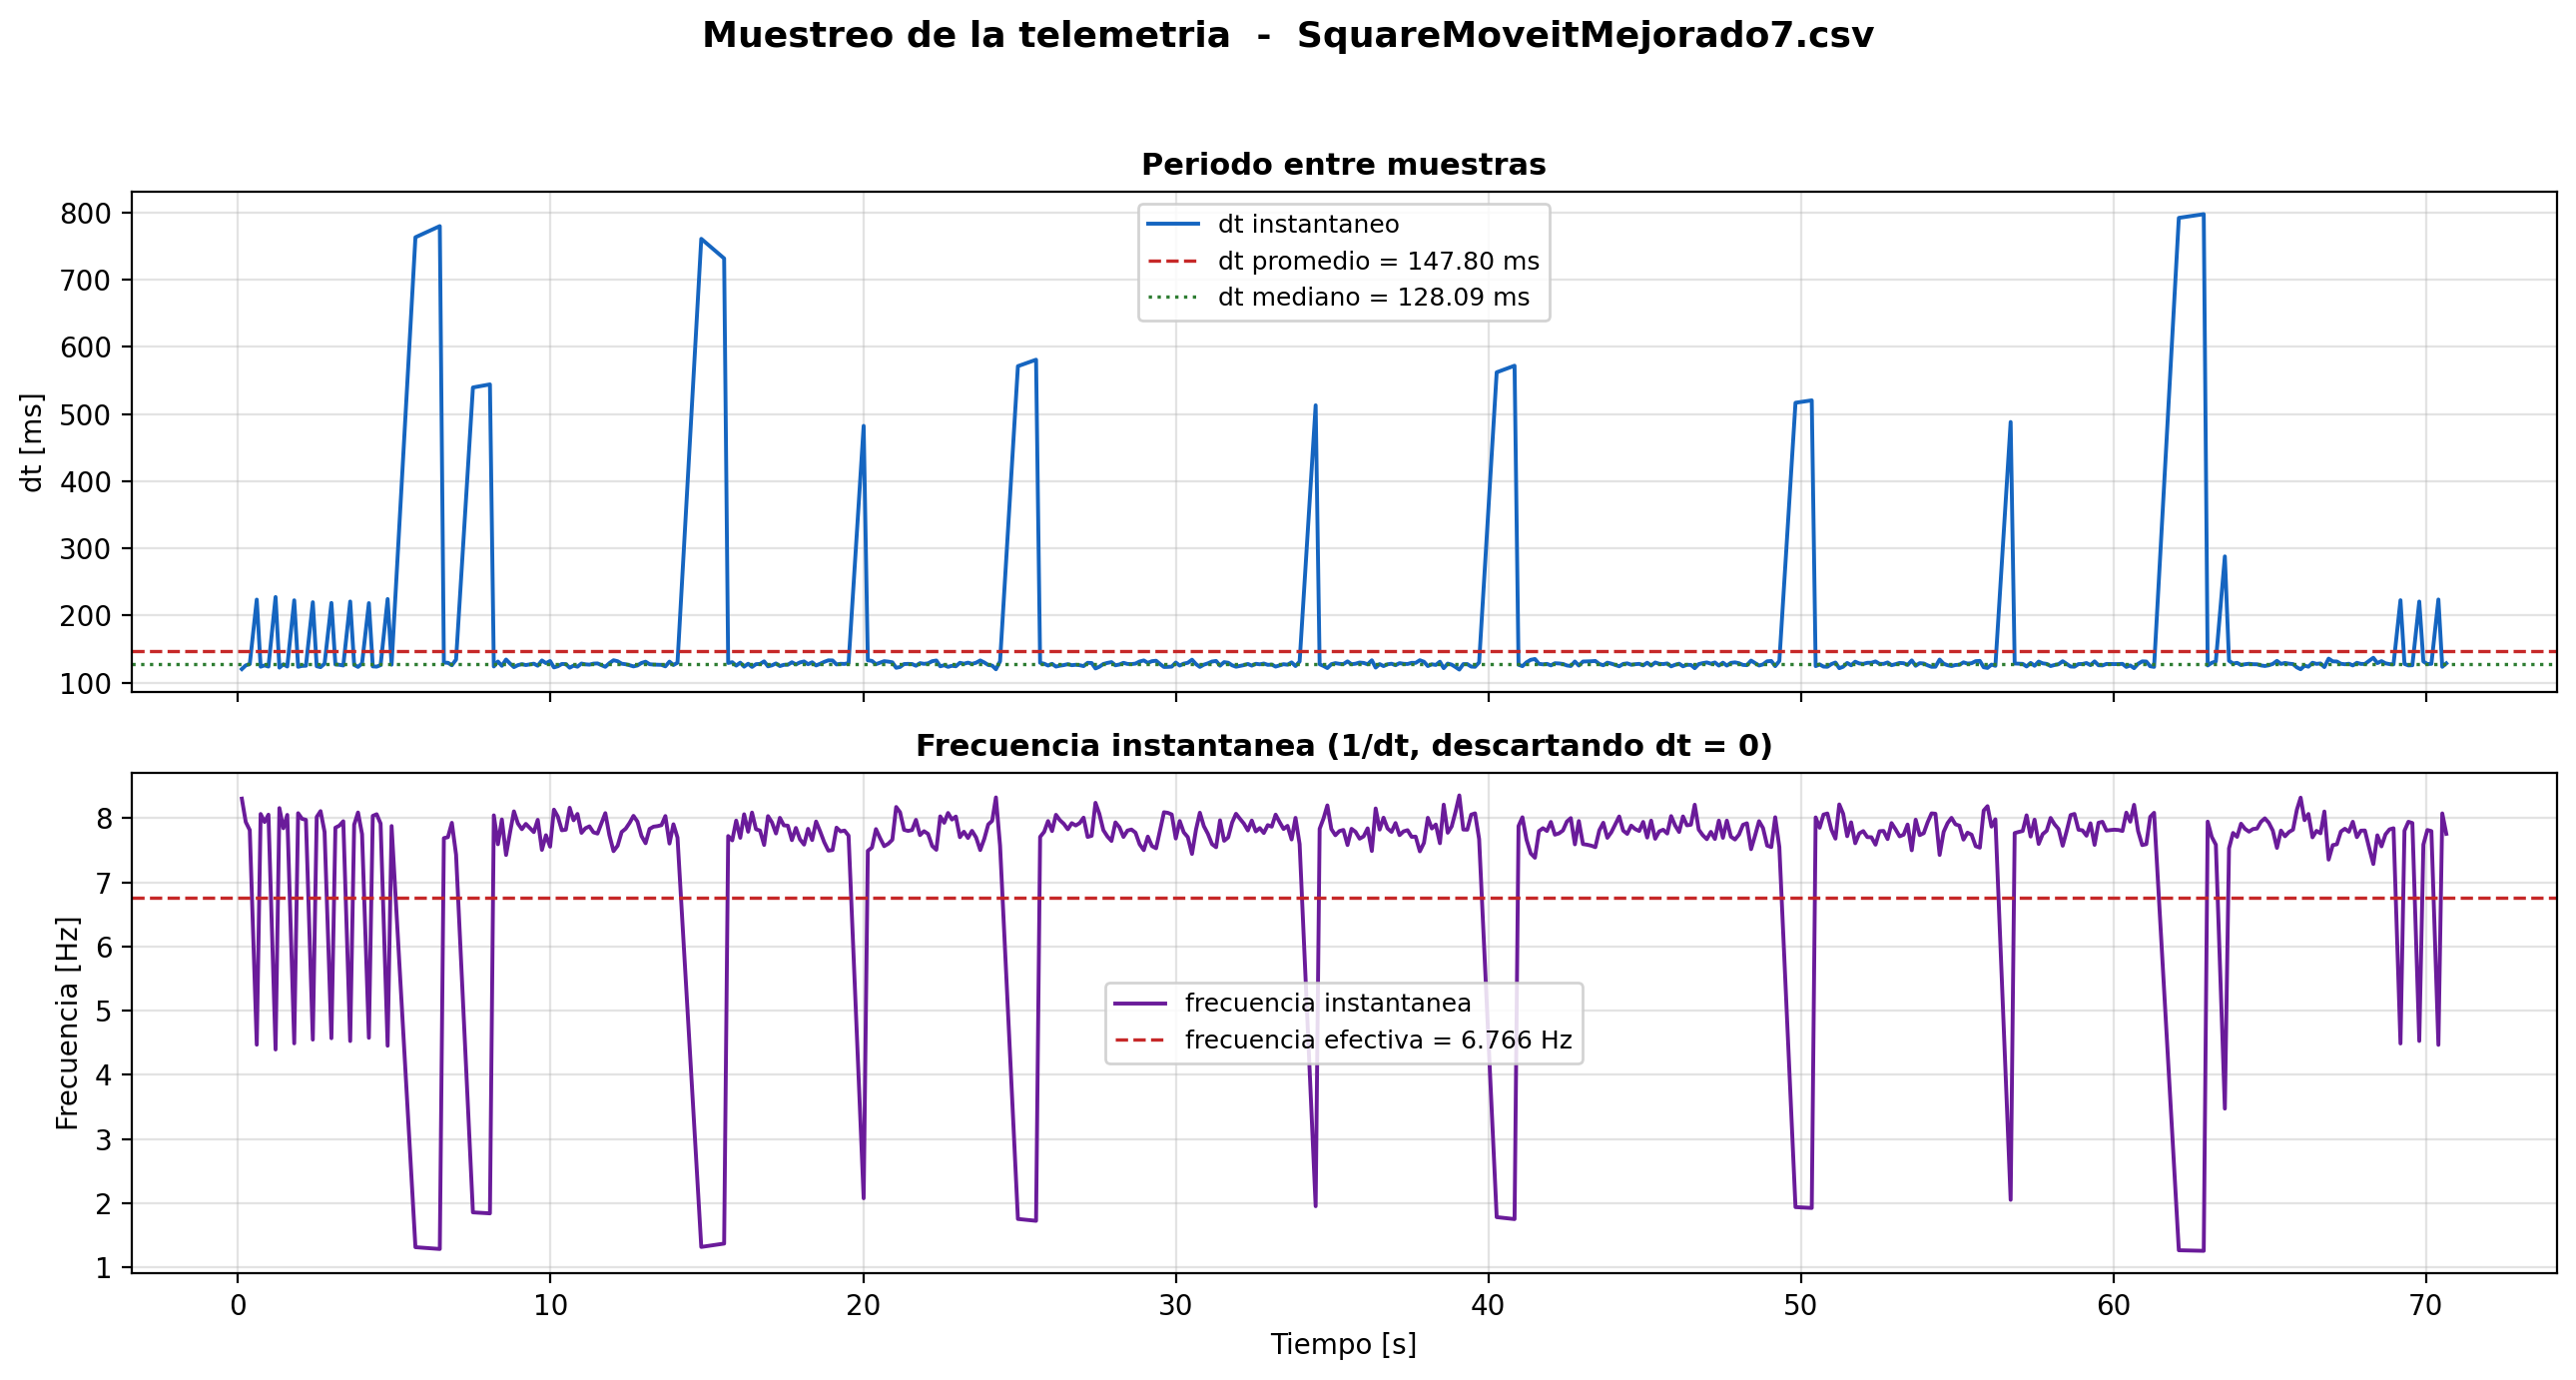 Muestreo de la telemetria - SquareMoveitMejorado7.csv
Periodo entre muestras
dt [ms]
800
700
600
500
400
300
200
100
dt instantaneo
dt promedio = 147.80 ms
dt mediano = 128.09 ms
Frecuencia instantanea (1/dt, descartando dt = 0)
Frecuencia [Hz]
8
7
6
5
4
3
2
1
frecuencia instantanea
frecuencia efectiva = 6.766 Hz
0 10 20 30 40 50 60 70
Tiempo [s]